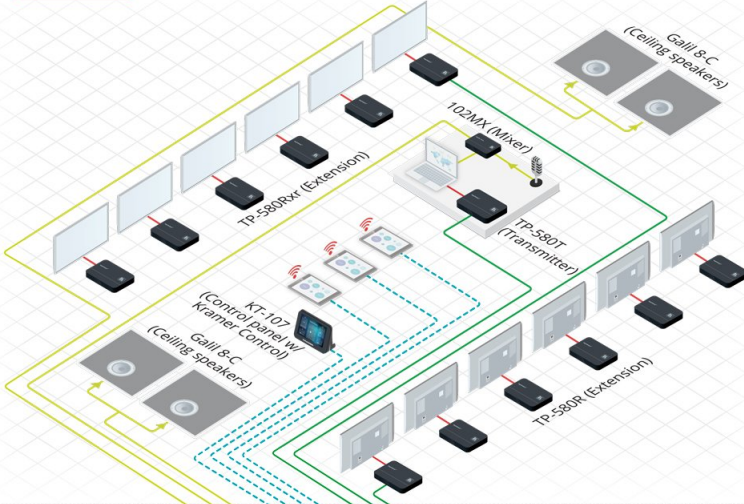 Galil 8-C
(Ceiling speakers)
102MX (Mixer)
TP-580Rxr (Extension)
TP-580T
(Transmitter)
KT-107
(Control panel w/
Kramer Control)
Galil 8-C
(Ceiling speakers)
TP-580R (Extension)